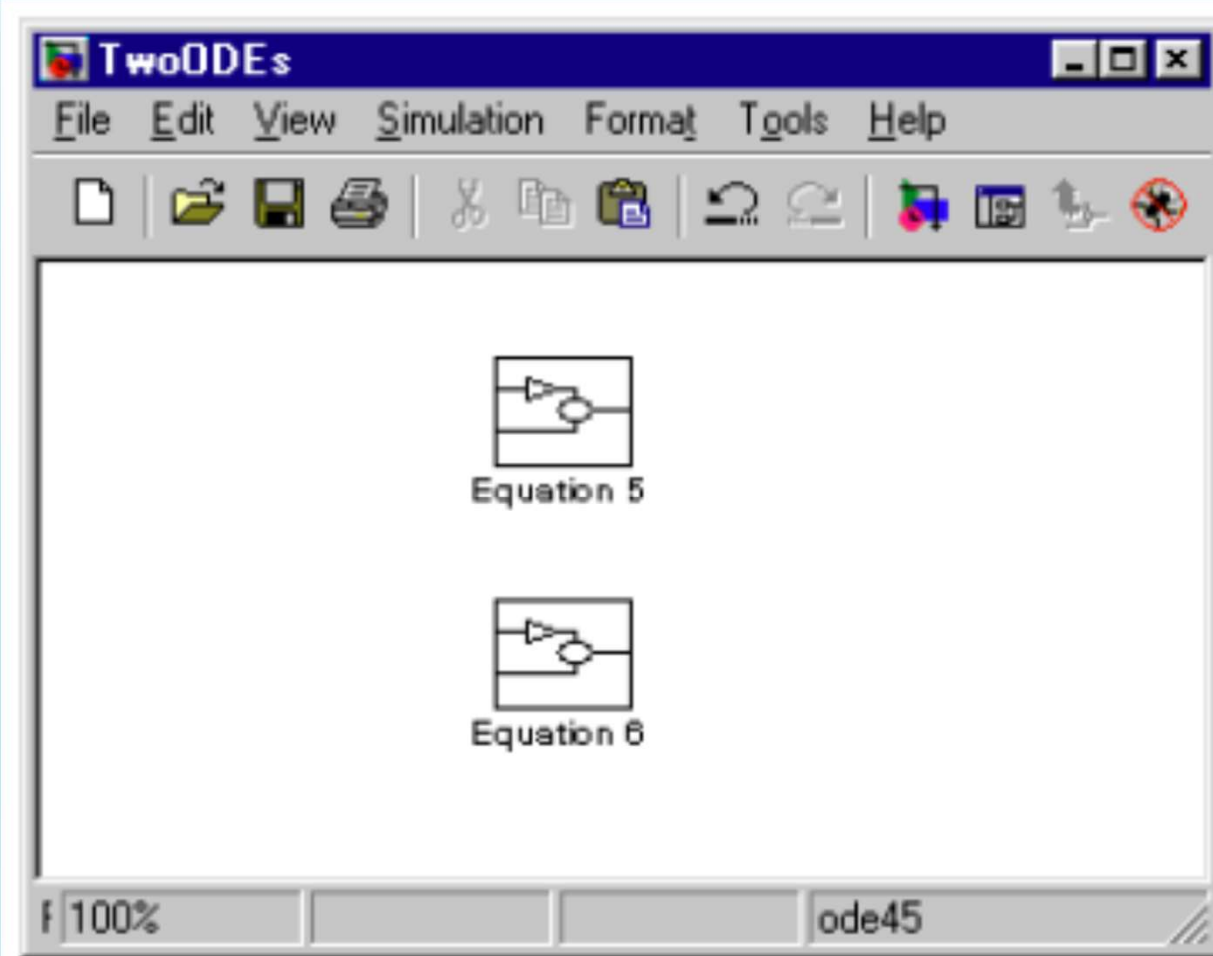 TwoODEs
File Edit View Simulation Format Tools Help
Equation 5
Equation 6
100% ode45